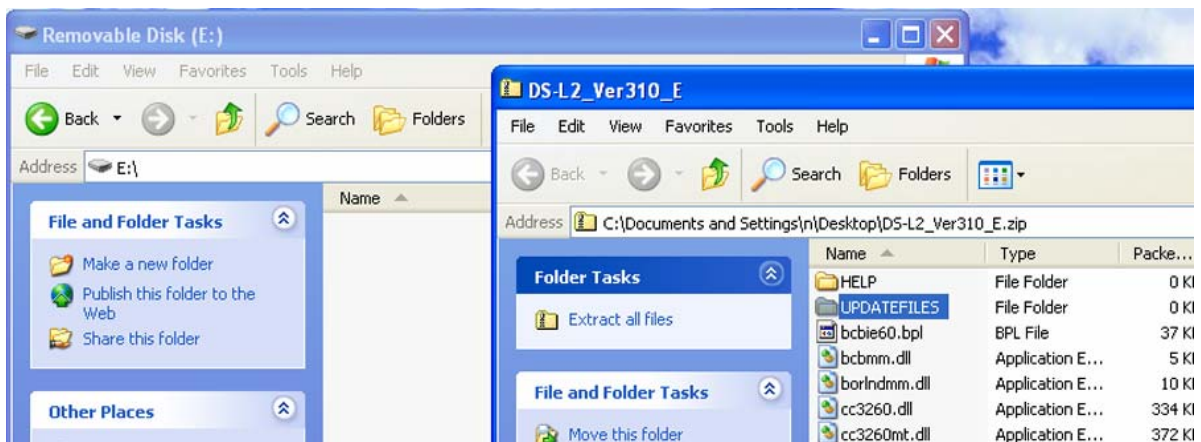 Removable Disk (E:)
File Edit View Favorites Tools Help
Back Search Folders
Address E:\
Name
File and Folder Tasks
Make a new folder
Publish this folder to the
Web
Share this folder
Other Places
DS-L2_Ver310_E
File Edit View Favorites Tools Help
Back Search Folders
Address C:\Documents and Settings\n\Desktop\DS-L2_Ver310_E.zip
Folder Tasks
Extract all files
File and Folder Tasks
Move this folder
Name Type Packe...
HELP File Folder 0 K
UPDATEFILES File Folder 0 K
bcbie60.bpl BPL File 37 K
bcbmm.dll Application E... 5 K
borlndmm.dll Application E... 10 K
cc3260.dll Application E... 334 K
cc3260mt.dll Application E... 372 K